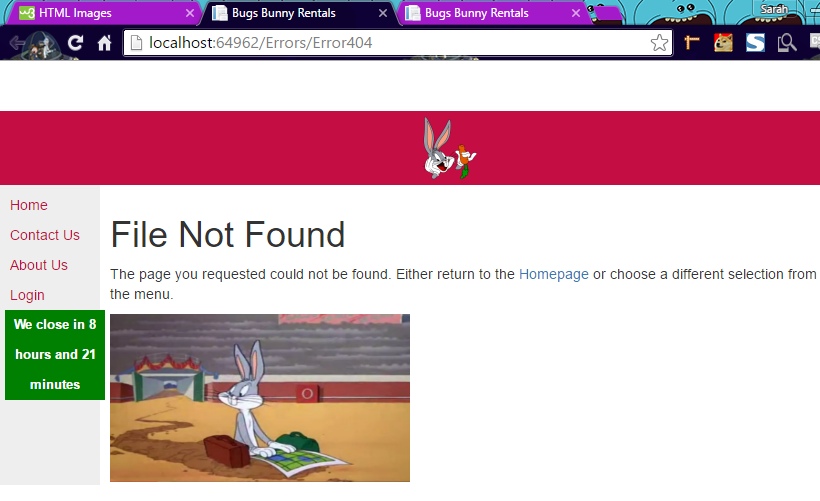 HTML Images
Bugs Bunny Rentals
Bugs Bunny Rentals
Sarah
localhost:64962/Errors/Error404
Home
Contact Us
About Us
Login
We close in 8
hours and 21
minutes
File Not Found
The page you requested could not be found. Either return to the Homepage or choose a different selection from
the menu.